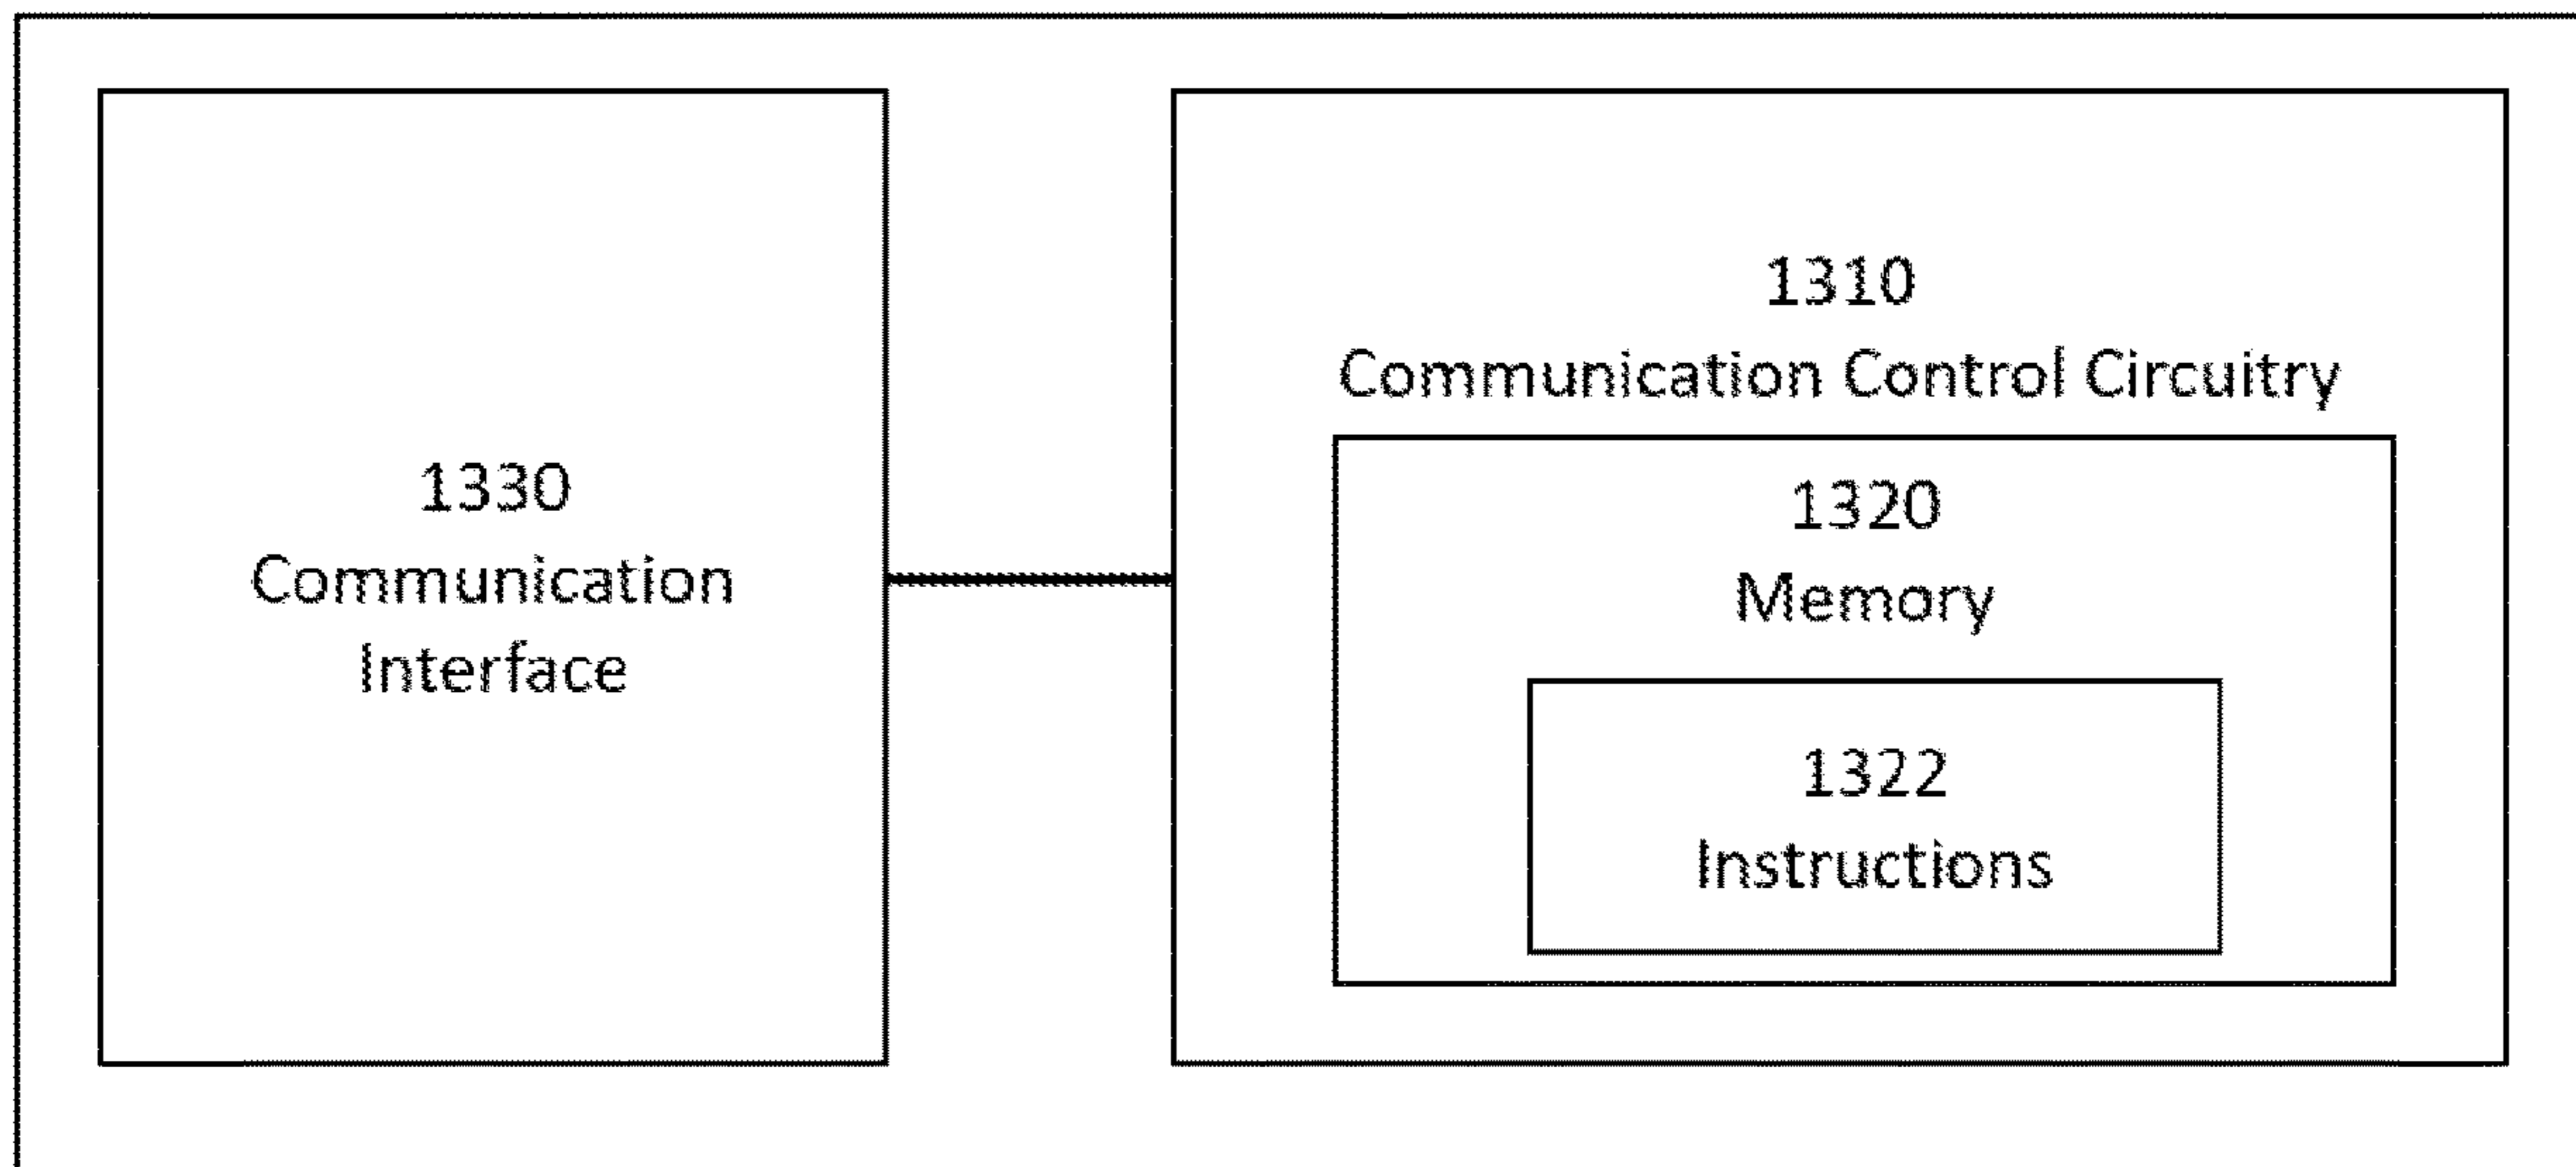 1330
Communication
Interface
1310
Communication Control Circuitry
1320
Memory
1322
Instructions